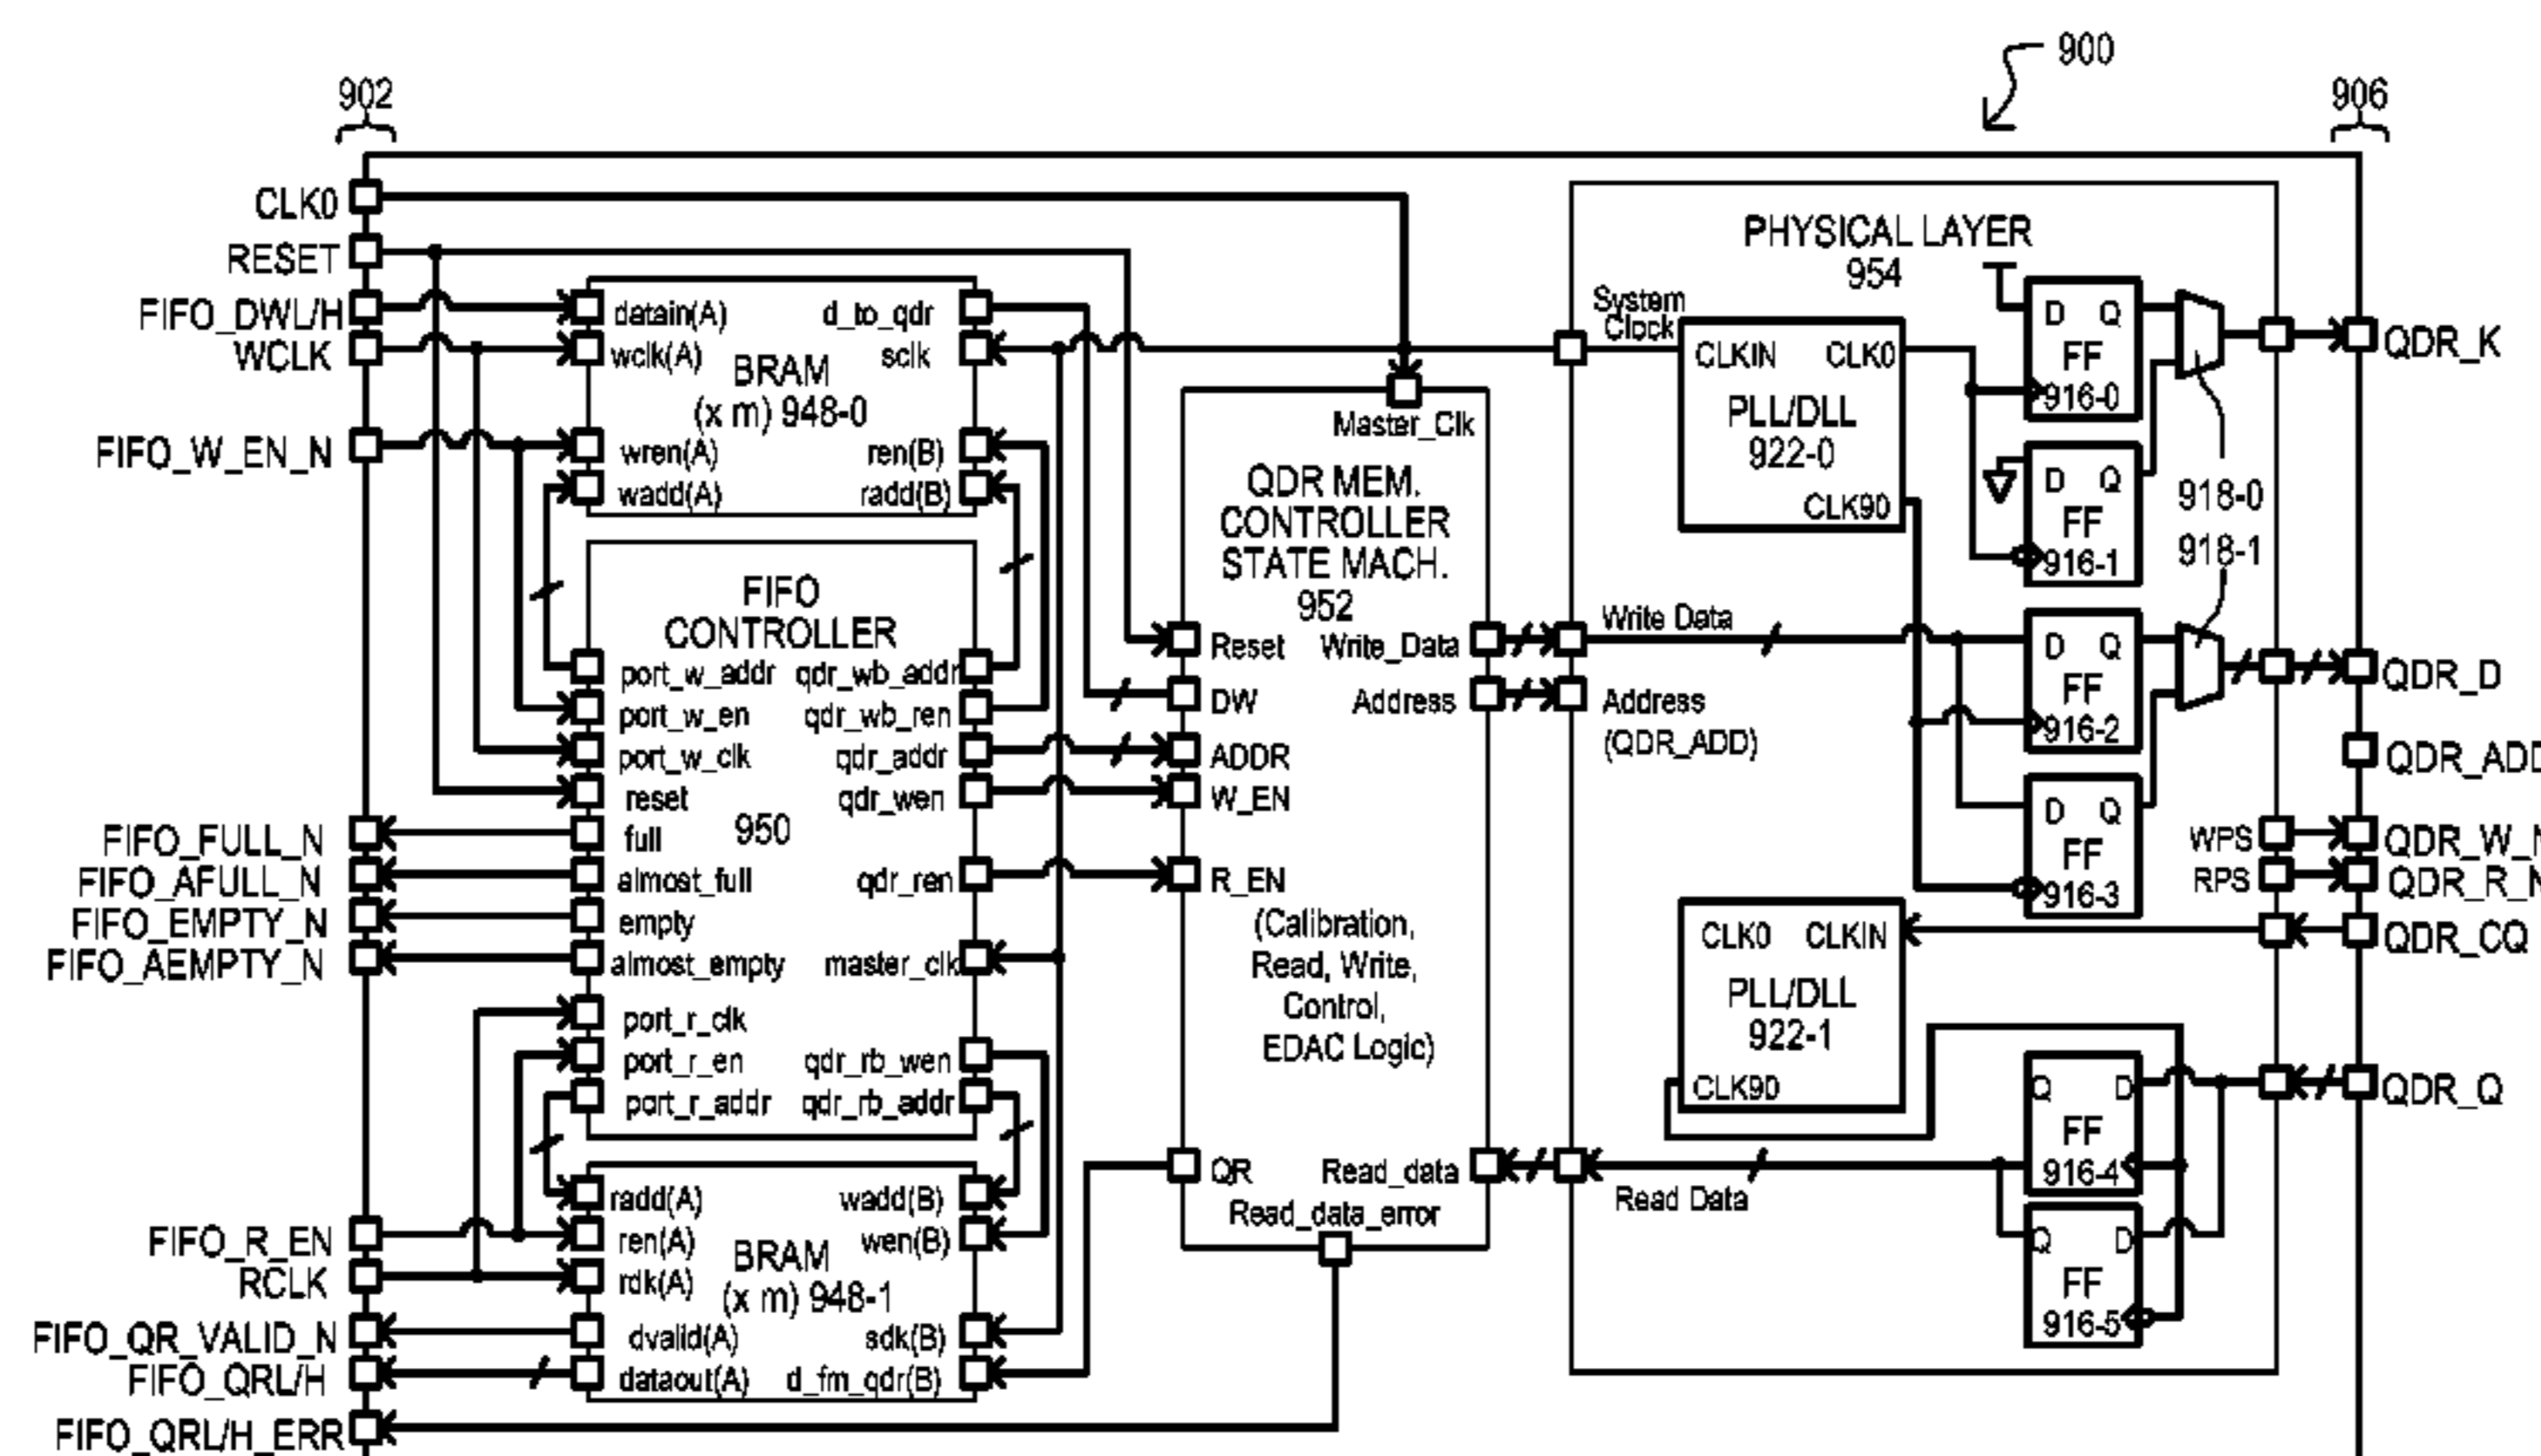 900
902
906
CLK0
RESET
FIFO_DWL/H
WCLK
FIFO_W_EN_N
FIFO_FULL_N
FIFO_AFULL_N
FIFO_EMPTY_N
FIFO_AEMPTY_N
FIFO_R_EN
RCLK
FIFO_QR_VALID_N
FIFO_QRL/H
FIFO_QRL/H_ERR
datain(A) d_to_qdr
wclk(A) sclk
BRAM
(x m) 948-0
wren(A) ren(B)
wadd(A) radd(B)
FIFO
CONTROLLER
port_w_addr qdr_wb_addr
port_w_en qdr_wb_ren
port_w_clk qdr_addr
reset qdr_wen
950
full
almost_full qdr_ren
empty
almost_empty master_clk
port_r_clk
port_r_en qdr_rb_wen
port_r_addr qdr_rb_addr
radd(A) wadd(B)
ren(A) wen(B)
BRAM
rdk(A)
(x m) 948-1
dvalid(A) sdk(B)
dataout(A) d_fm_qdr(B)
Master_Clk
QDR MEM.
CONTROLLER
STATE MACH.
952
Reset Write_Data
DW Address
ADDR
W_EN
R_EN
(Calibration,
Read, Write,
Control,
EDAC Logic)
QR Read_data
Read_data_error
PHYSICAL LAYER
954
System
Clock
CLKIN CLK0
PLL/DLL
922-0
CLK90
D Q
FF
916-0
D Q
FF
916-1
918-0
918-1
Write Data
Address
(QDR_ADD)
D Q
FF
916-2
D Q
FF
916-3
WPS
RPS
CLK0 CLKIN
PLL/DLL
922-1
CLK90
Q D
FF
916-4
Read Data
Q D
FF
916-5
QDR_K
QDR_D
QDR_ADD
QDR_W_N
QDR_R_N
QDR_CQ
QDR_Q